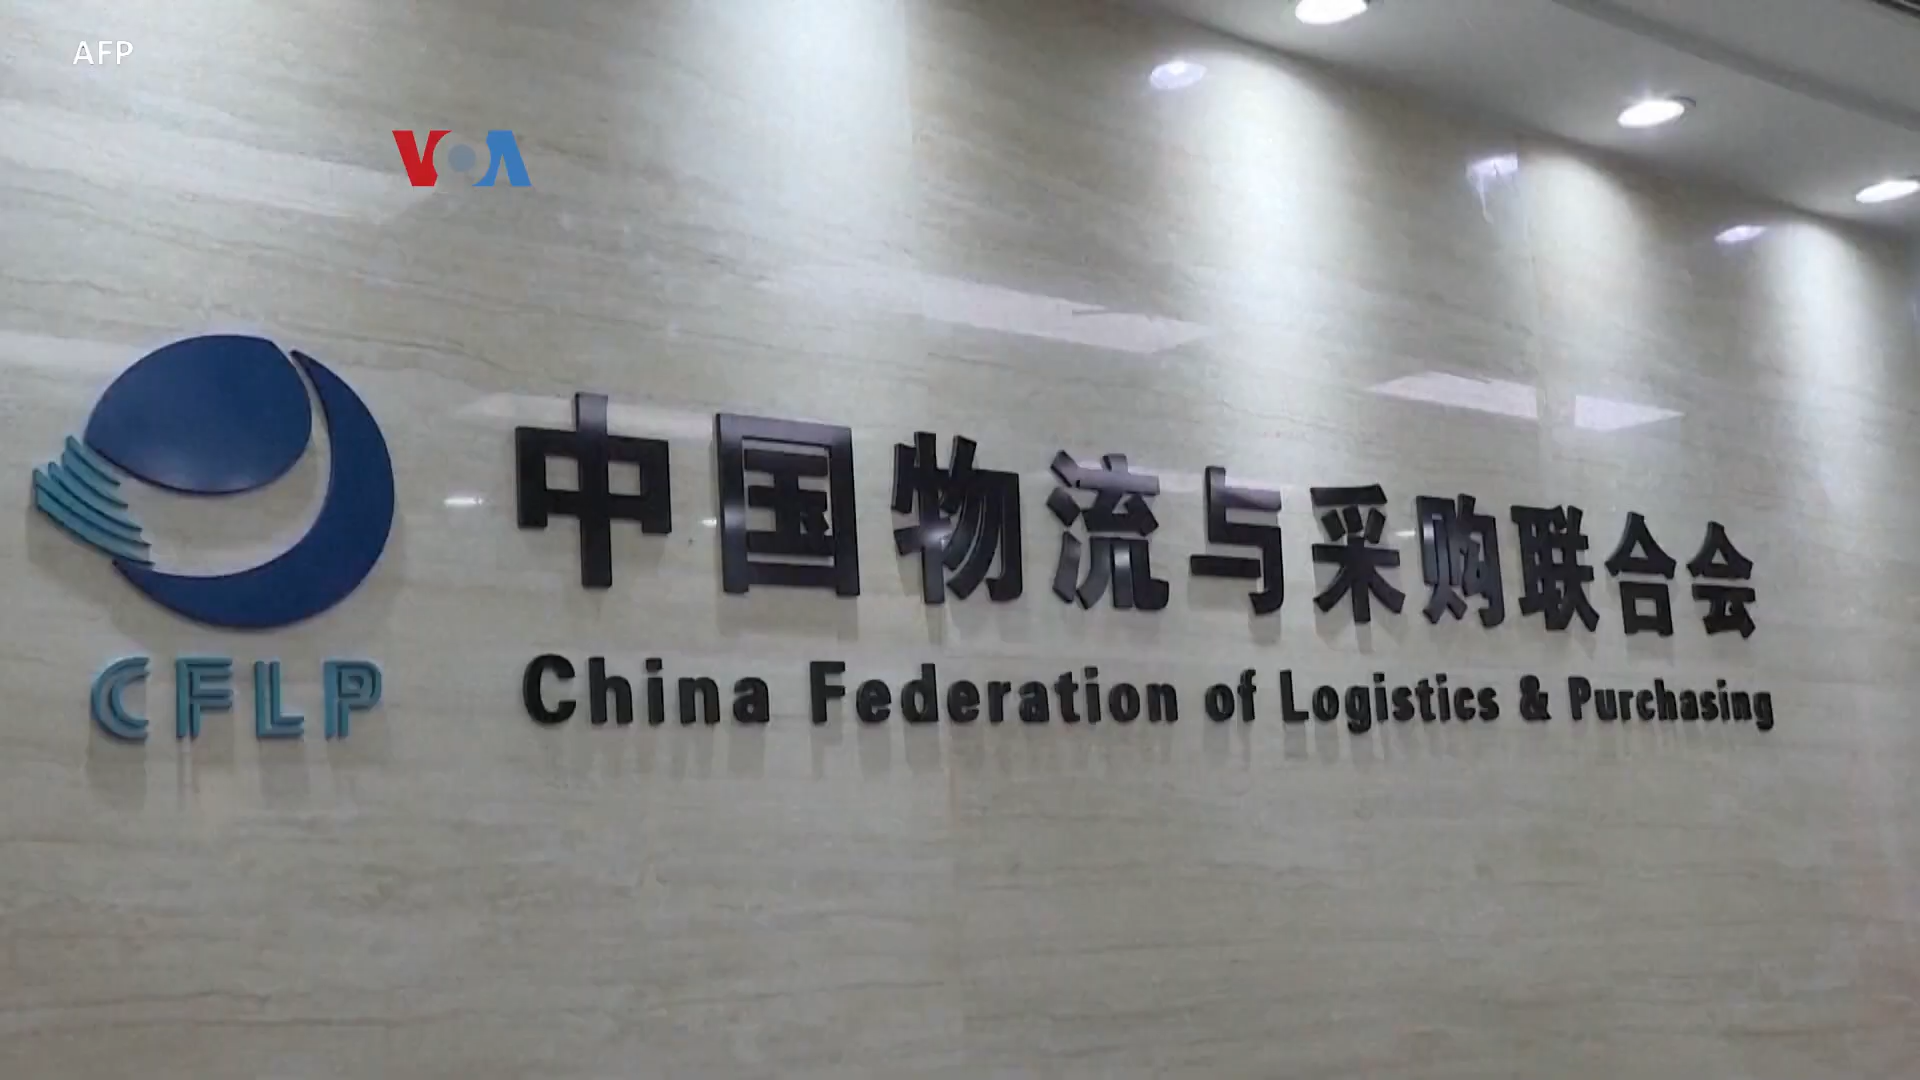 AFP
VOA
中国物流与采购联合会
CFLP
China Federation of Logistics & Purchasing